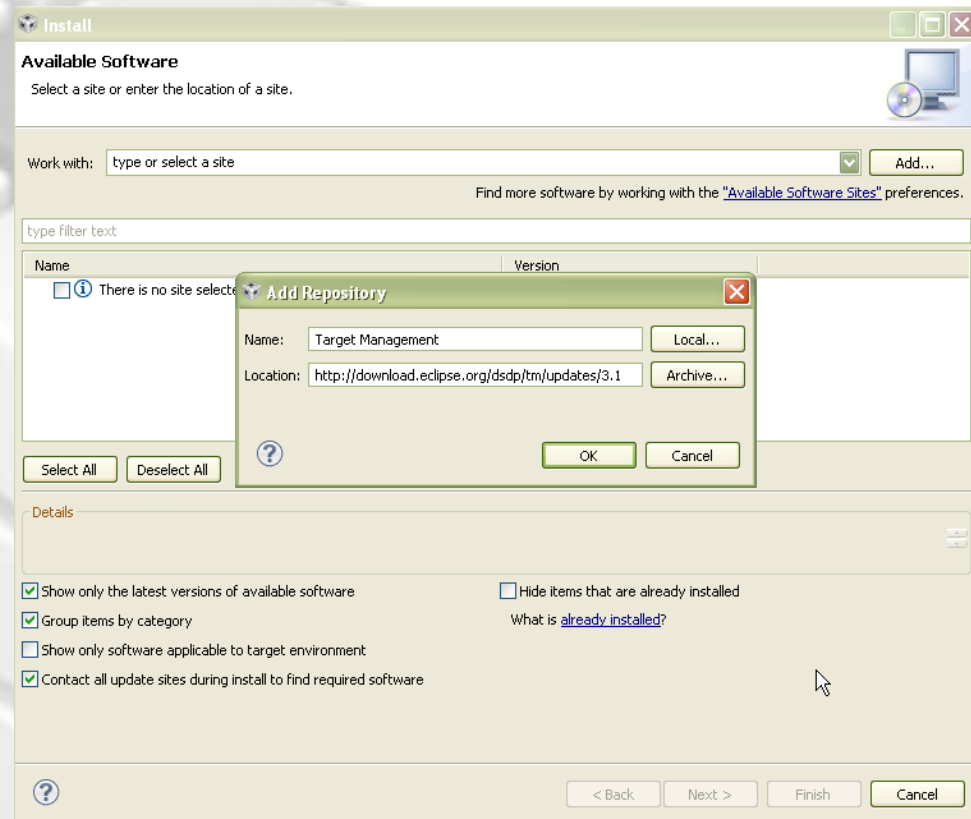 Install
Available Software
Select a site or enter the location of a site.
Work with: type or select a site Add...
Find more software by working with the "Available Software Sites" preferences.
type filter text
Name Version
There is no site selecte
Add Repository
Name: Target Management Local...
Location: http://download.eclipse.org/dsdp/tm/updates/3.1 Archive...
OK Cancel
Select All Deselect All
Details
Show only the latest versions of available software Hide items that are already installed
Group items by category What is already installed?
Show only software applicable to target environment
Contact all update sites during install to find required software
< Back Next > Finish Cancel